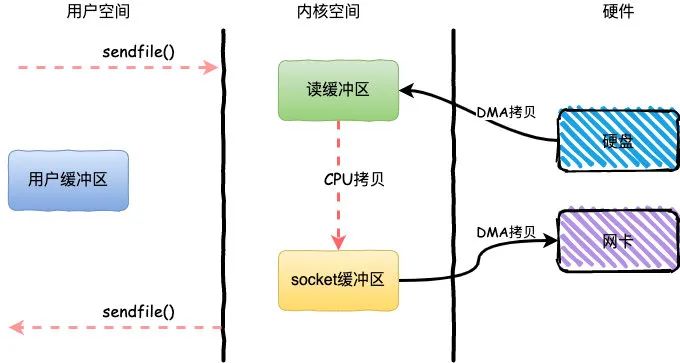 用户空间
内核空间
硬件
sendfile()
读缓冲区
DMA拷贝
硬盘
用户缓冲区
CPU拷贝
DMA拷贝
网卡
socket缓冲区
sendfile()